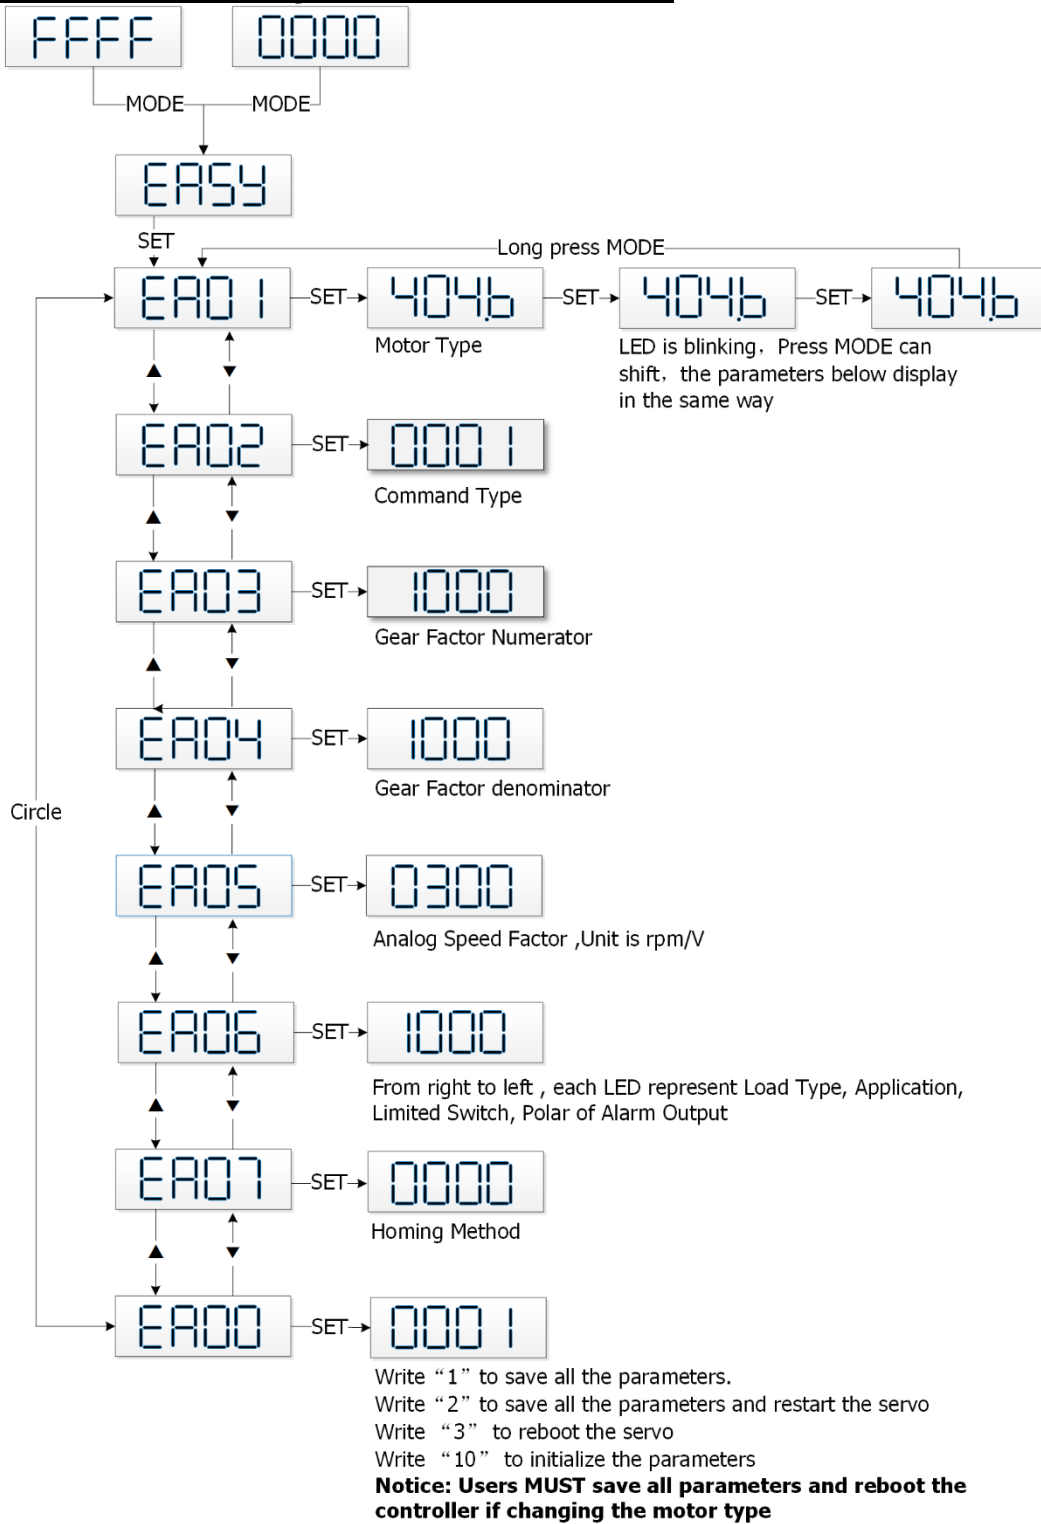 FFFF 0000
MODE MODE
EASY
SET
Long press MODE
EA01 SET 404.b SET 404.b SET 404.b
Motor Type
LED is blinking，Press MODE can
shift，the parameters below display
in the same way
▲ ▼
EA02 SET 0001
Command Type
▲ ▼
EA03 SET 1000
Gear Factor Numerator
▲ ▼
EA04 SET 1000
Gear Factor denominator
Circle
▲ ▼
EA05 SET 0300
Analog Speed Factor ,Unit is rpm/V
▲ ▼
EA06 SET 1000
From right to left , each LED represent Load Type, Application,
Limited Switch, Polar of Alarm Output
▲ ▼
EA07 SET 0000
Homing Method
▲ ▼
EA00 SET 0001
Write “1” to save all the parameters.
Write “2” to save all the parameters and restart the servo
Write “3” to reboot the servo
Write “10” to initialize the parameters
Notice: Users MUST save all parameters and reboot the
controller if changing the motor type